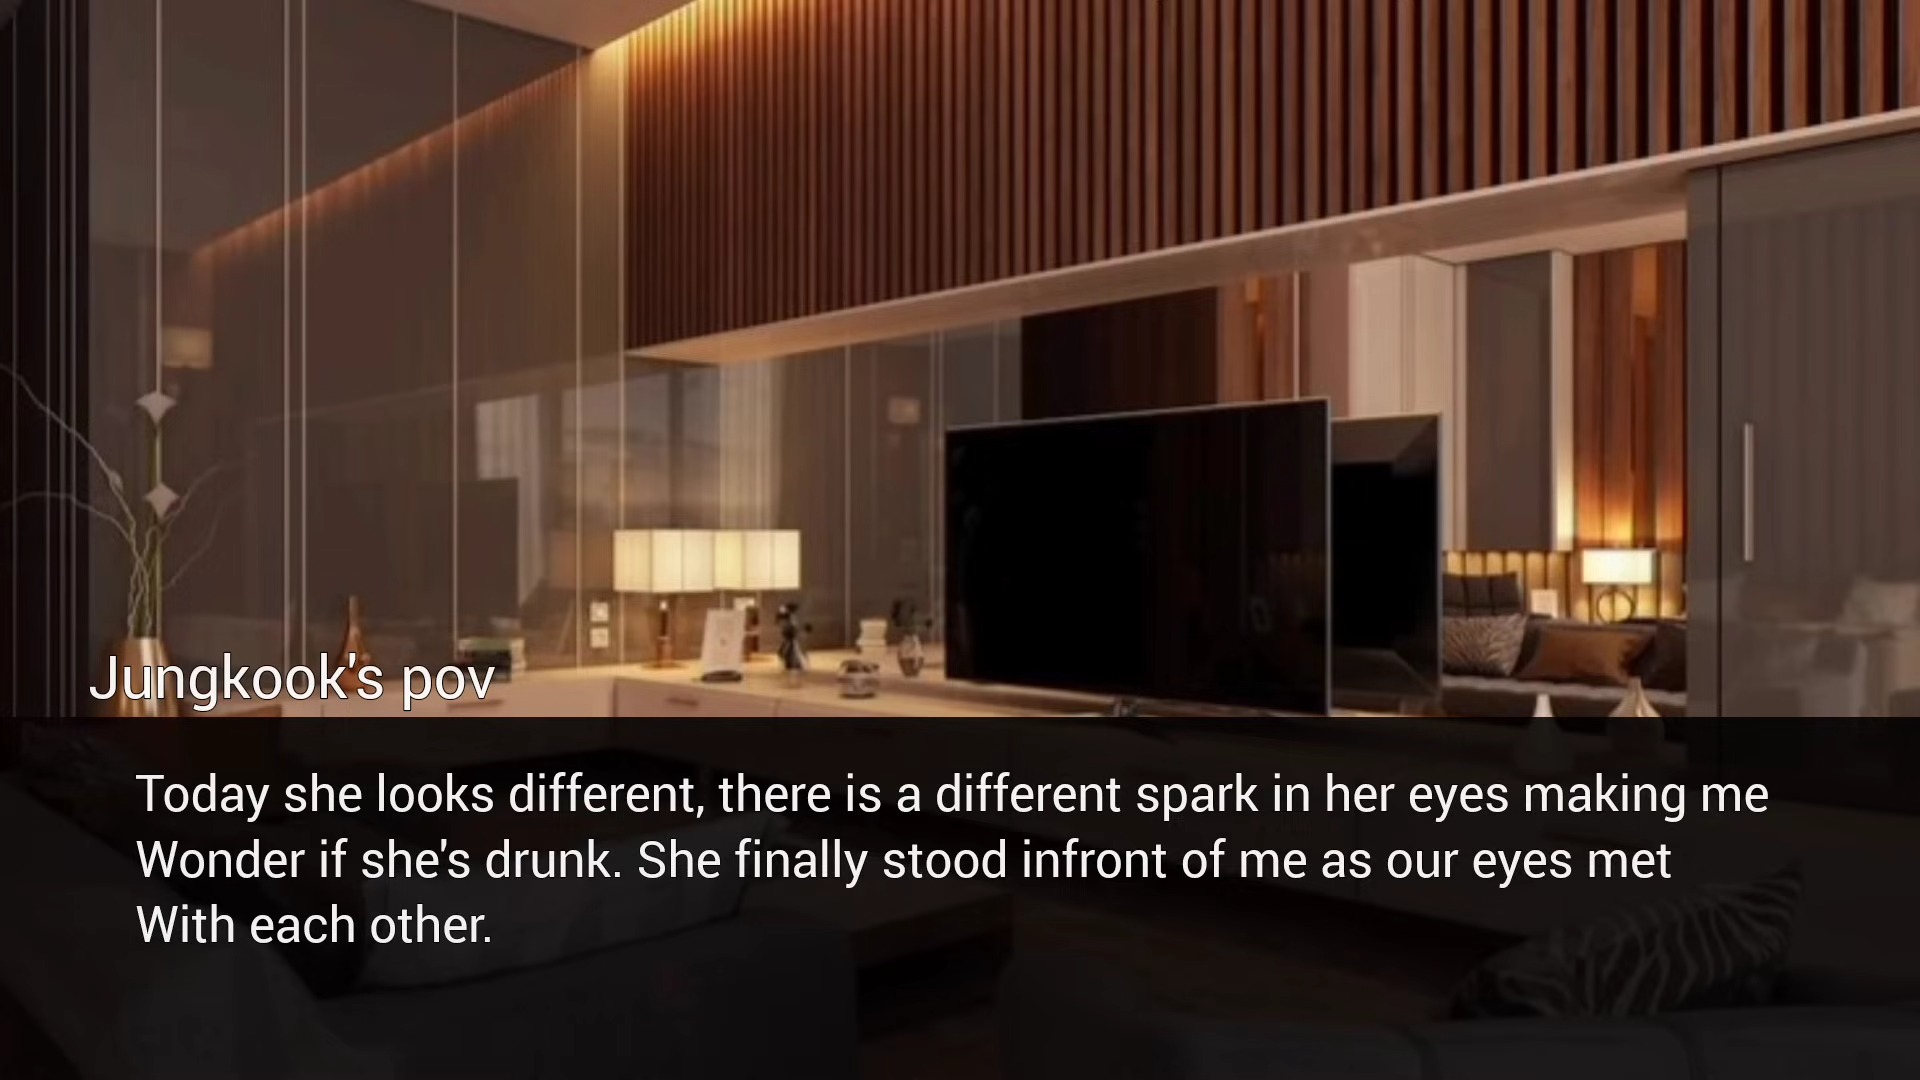 Jungkook's pov
Today she looks different, there is a different spark in her eyes making me
Wonder if she's drunk. She finally stood infront of me as our eyes met
With each other.